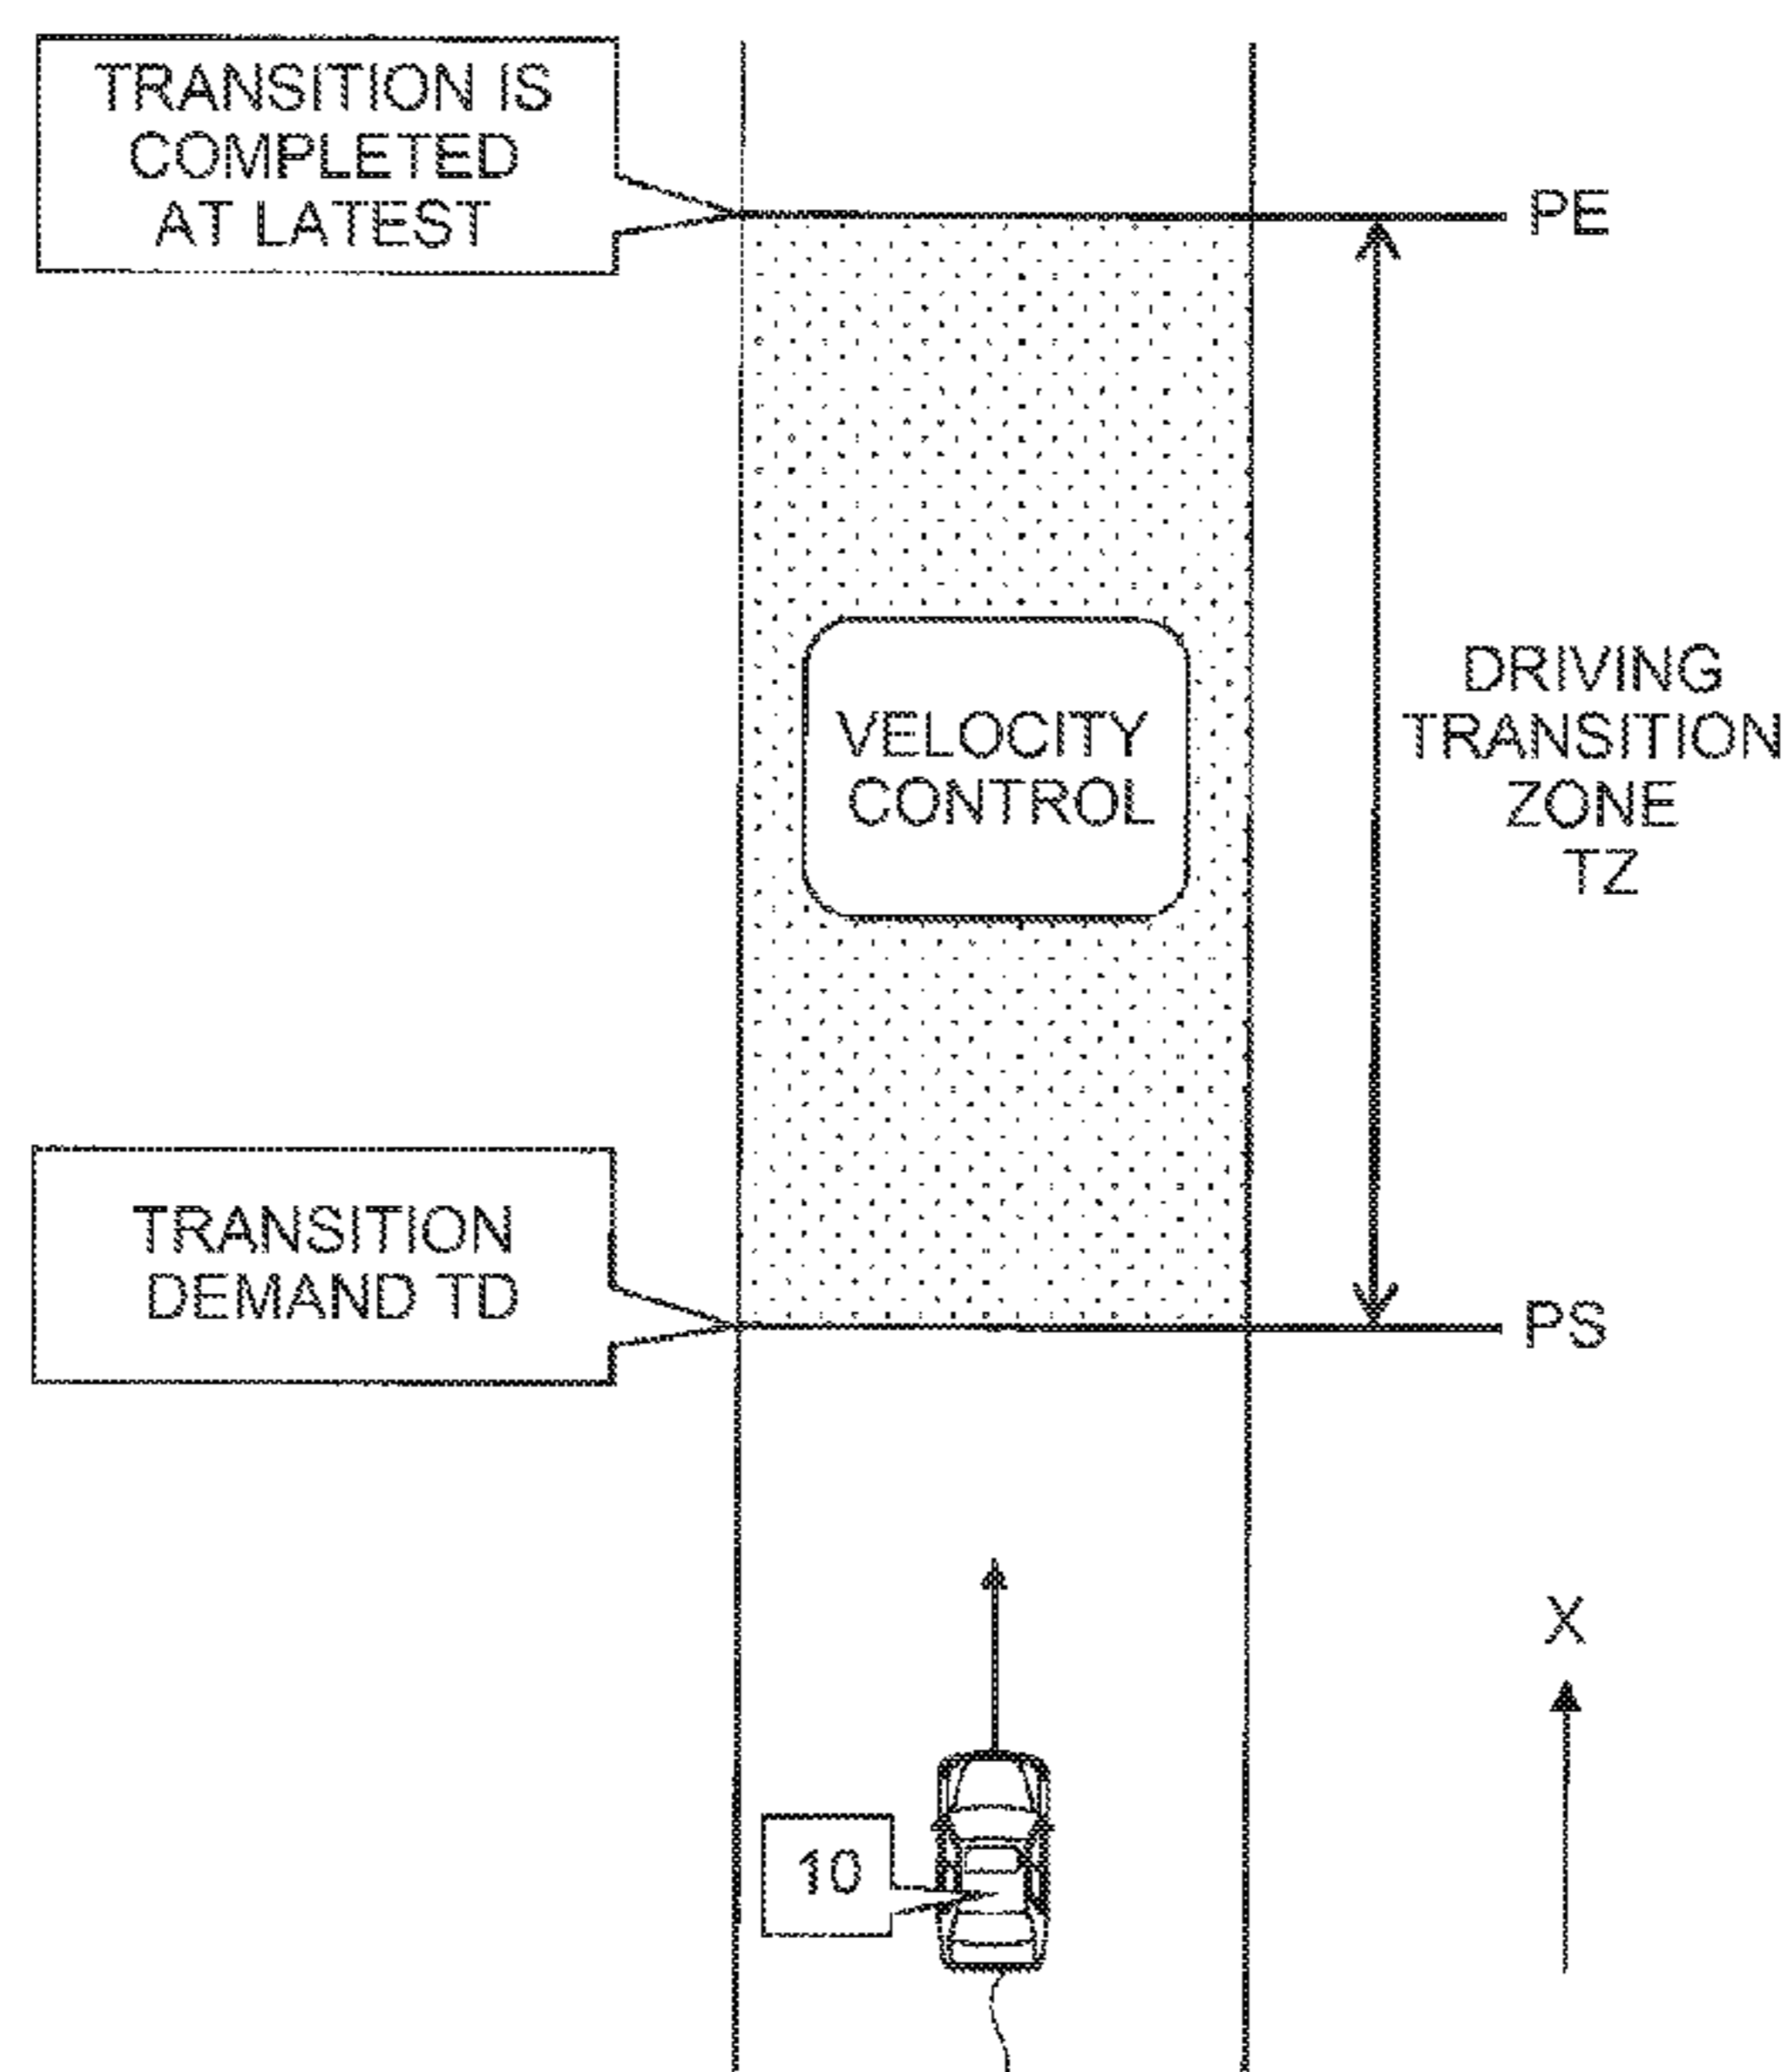 TRANSITION IS
COMPLETED
AT LATEST
PE
VELOCITY
CONTROL
DRIVING
TRANSITION
ZONE
TZ
TRANSITION
DEMAND TD
PS
X
10